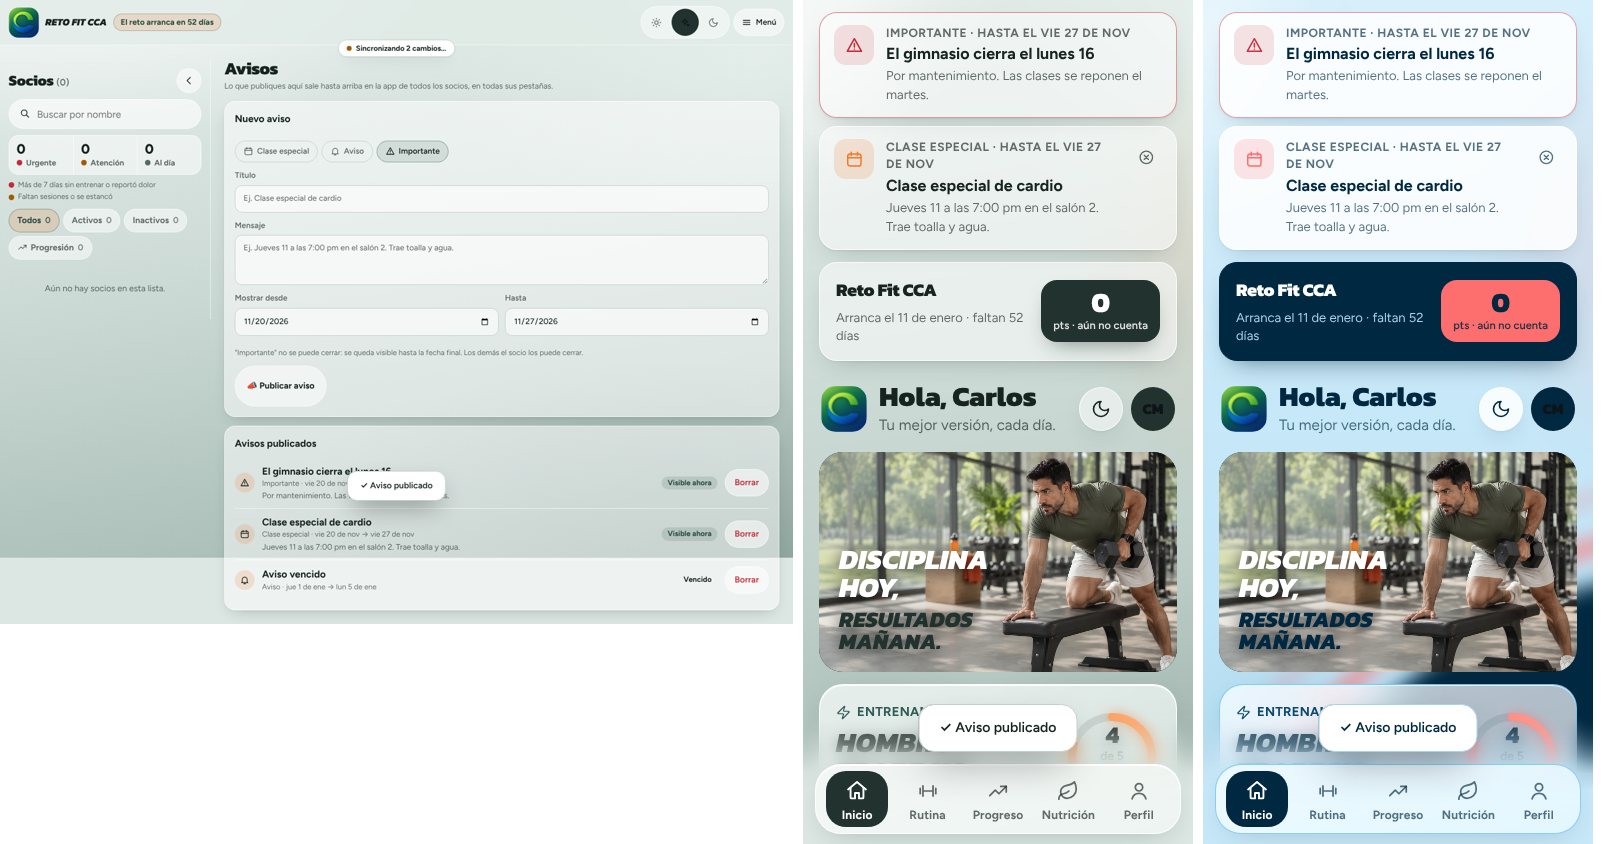 RETO FIT CCA
El reto arranca en 52 días
Menú
Sincronizando 2 cambios...
Socios (0)
Buscar por nombre
0 0 0
Urgente Atención Al día
Más de 7 días sin entrenar o reportó dolor
Faltan sesiones o se estancó
Todos 0 Activos 0 Inactivos 0
Progresión 0
Aún no hay socios en esta lista.
Avisos
Lo que publiques aquí sale hasta arriba en la app de todos los socios, en todas sus pestañas.
Nuevo aviso
Clase especial Aviso Importante
Título
Ej. Clase especial de cardio
Mensaje
Ej. Jueves 11 a las 7:00 pm en el salón 2. Trae toalla y agua.
Mostrar desde Hasta
11/20/2026 11/27/2026
"Importante" no se puede cerrar: se queda visible hasta la fecha final. Los demás el socio los puede cerrar.
Publicar aviso
Avisos publicados
El gimnasio cierra el lunes 16
Importante · vie 20 de nov
Por mantenimiento. Las
✓ Aviso publicado
Visible ahora Borrar
Clase especial de cardio
Clase especial · vie 20 de nov → vie 27 de nov
Jueves 11 a las 7:00 pm en el salón 2. Trae toalla y agua.
Visible ahora Borrar
Aviso vencido
Aviso · jue 1 de ene → lun 5 de ene
Vencido Borrar
IMPORTANTE · HASTA EL VIE 27 DE NOV
El gimnasio cierra el lunes 16
Por mantenimiento. Las clases se reponen el
martes.
CLASE ESPECIAL · HASTA EL VIE 27
DE NOV
Clase especial de cardio
Jueves 11 a las 7:00 pm en el salón 2.
Trae toalla y agua.
Reto Fit CCA
Arranca el 11 de enero · faltan 52
días
0
pts · aún no cuenta
Hola, Carlos
Tu mejor versión, cada día.
CM
DISCIPLINA
HOY,
RESULTADOS
MAÑANA.
ENTRENA
HOMB
✓ Aviso publicado
4
de 5
Inicio Rutina Progreso Nutrición Perfil
IMPORTANTE · HASTA EL VIE 27 DE NOV
El gimnasio cierra el lunes 16
Por mantenimiento. Las clases se reponen el
martes.
CLASE ESPECIAL · HASTA EL VIE 27
DE NOV
Clase especial de cardio
Jueves 11 a las 7:00 pm en el salón 2.
Trae toalla y agua.
Reto Fit CCA
Arranca el 11 de enero · faltan 52
días
0
pts · aún no cuenta
Hola, Carlos
Tu mejor versión, cada día.
CM
DISCIPLINA
HOY,
RESULTADOS
MAÑANA.
ENTRENA
HOMB
✓ Aviso publicado
4
de 5
Inicio Rutina Progreso Nutrición Perfil